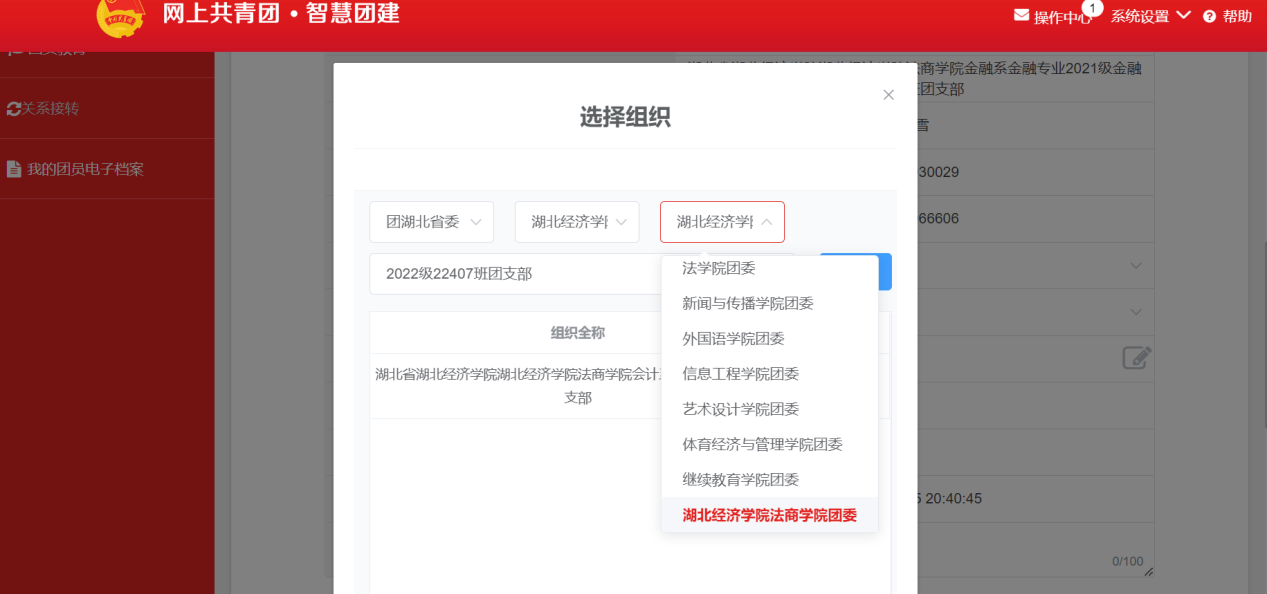 网上共青团·智慧团建
操作中心
1
系统设置
帮助
关系接转
我的团员电子档案
商学院金融系金融专业2021级金融
团支部
雪
30029
66606
选择组织
团湖北省委
湖北经济学
湖北经济学
2022级22407班团支部
法学院团委
新闻与传播学院团委
外国语学院团委
信息工程学院团委
艺术设计学院团委
体育经济与管理学院团委
继续教育学院团委
湖北经济学院法商学院团委
组织全称
湖北省湖北经济学院湖北经济学院法商学院会计
支部
20:40:45
0/100